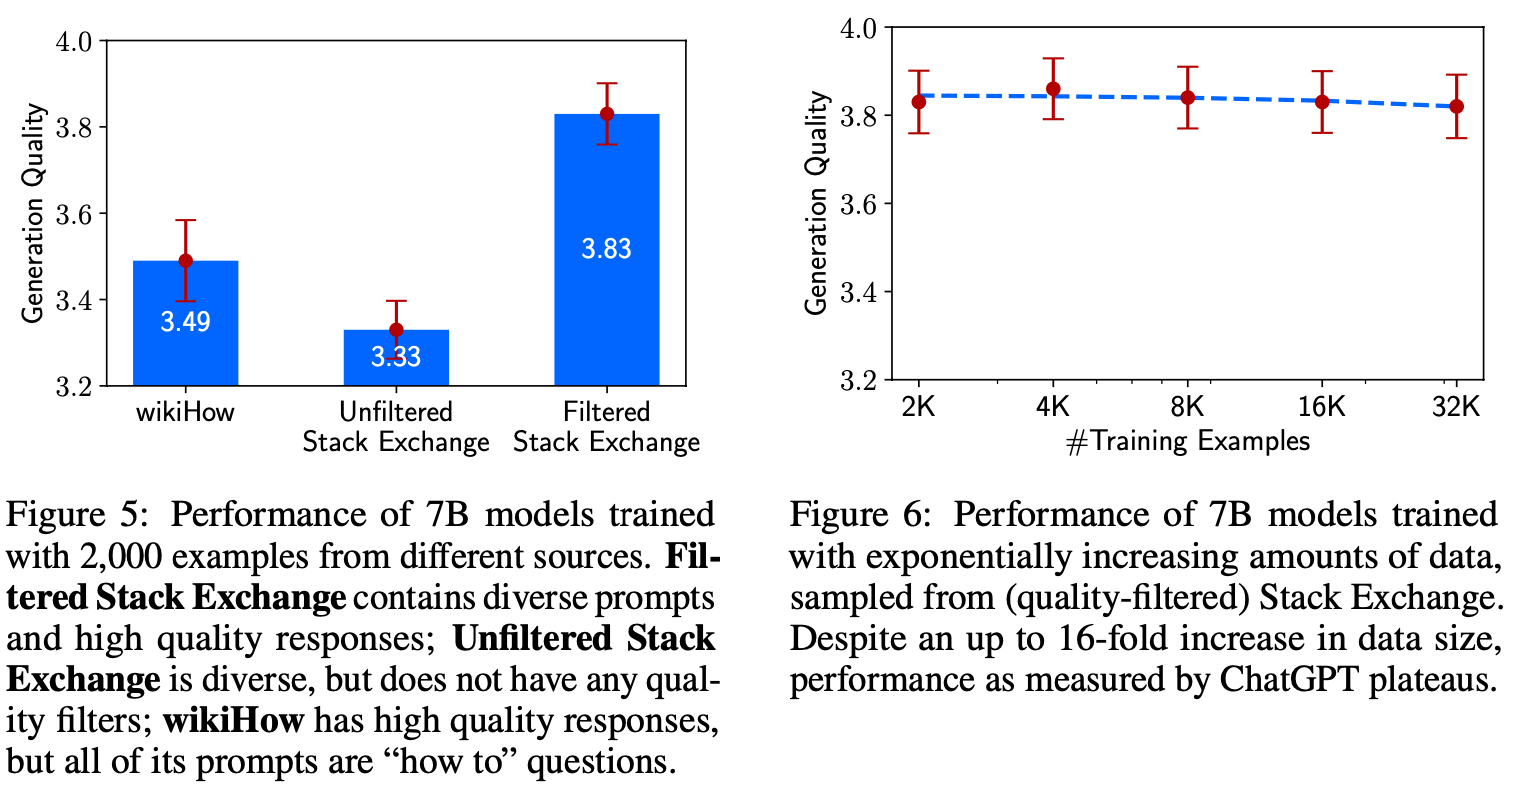 4.0
3.8
3.6
3.4
3.2
Generation Quality
3.49
3.33
3.83
wikiHow
Unfiltered
Stack Exchange
Filtered
Stack Exchange
Figure 5: Performance of 7B models trained
with 2,000 examples from different sources. Fil-
tered Stack Exchange contains diverse prompts
and high quality responses; Unfiltered Stack
Exchange is diverse, but does not have any qual-
ity filters; wikiHow has high quality responses,
but all of its prompts are “how to” questions.
4.0
3.8
3.6
3.4
3.2
Generation Quality
2K
4K
8K
16K
32K
#Training Examples
Figure 6: Performance of 7B models trained
with exponentially increasing amounts of data,
sampled from (quality-filtered) Stack Exchange.
Despite an up to 16-fold increase in data size,
performance as measured by ChatGPT plateaus.